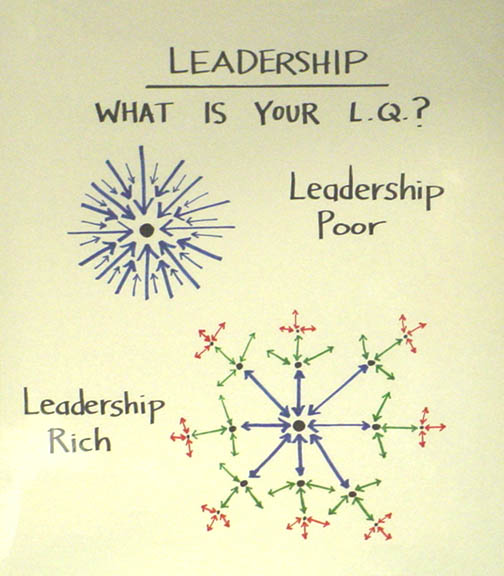 LEADERSHIP
WHAT IS YOUR L.Q.?
Leadership
Poor
Leadership
Rich